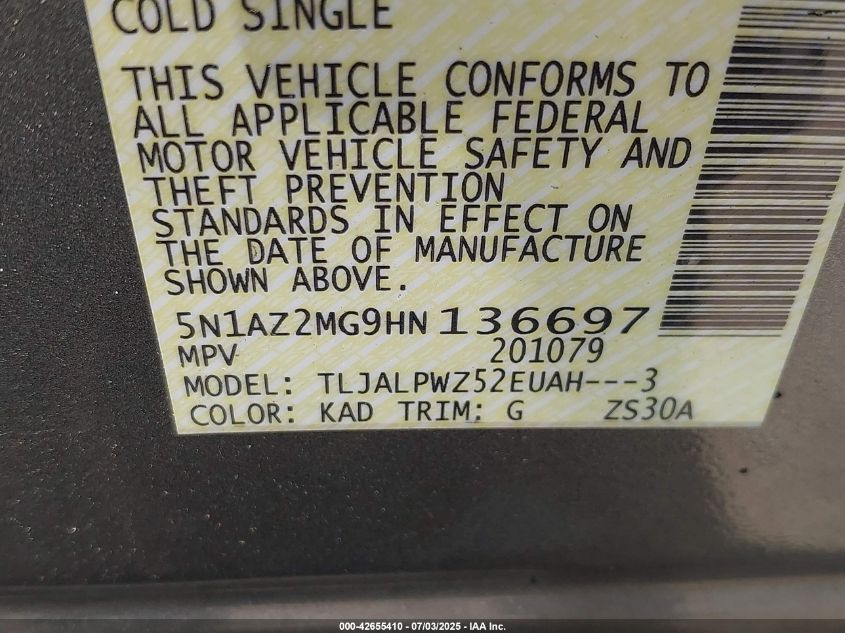 COLD SINGLE
THIS VEHICLE CONFORMS TO
ALL APPLICABLE FEDERAL
MOTOR VEHICLE SAFETY AND
THEFT PREVENTION
STANDARDS IN EFFECT ON
THE DATE OF MANUFACTURE
SHOWN ABOVE.
5N1AZ2MG9HN136697
MPV 201079
MODEL: TLJALPWZ52EUAH---3
COLOR: KAD TRIM: G ZS30A
000-42655410 - 07/03/2025 - IAA Inc.